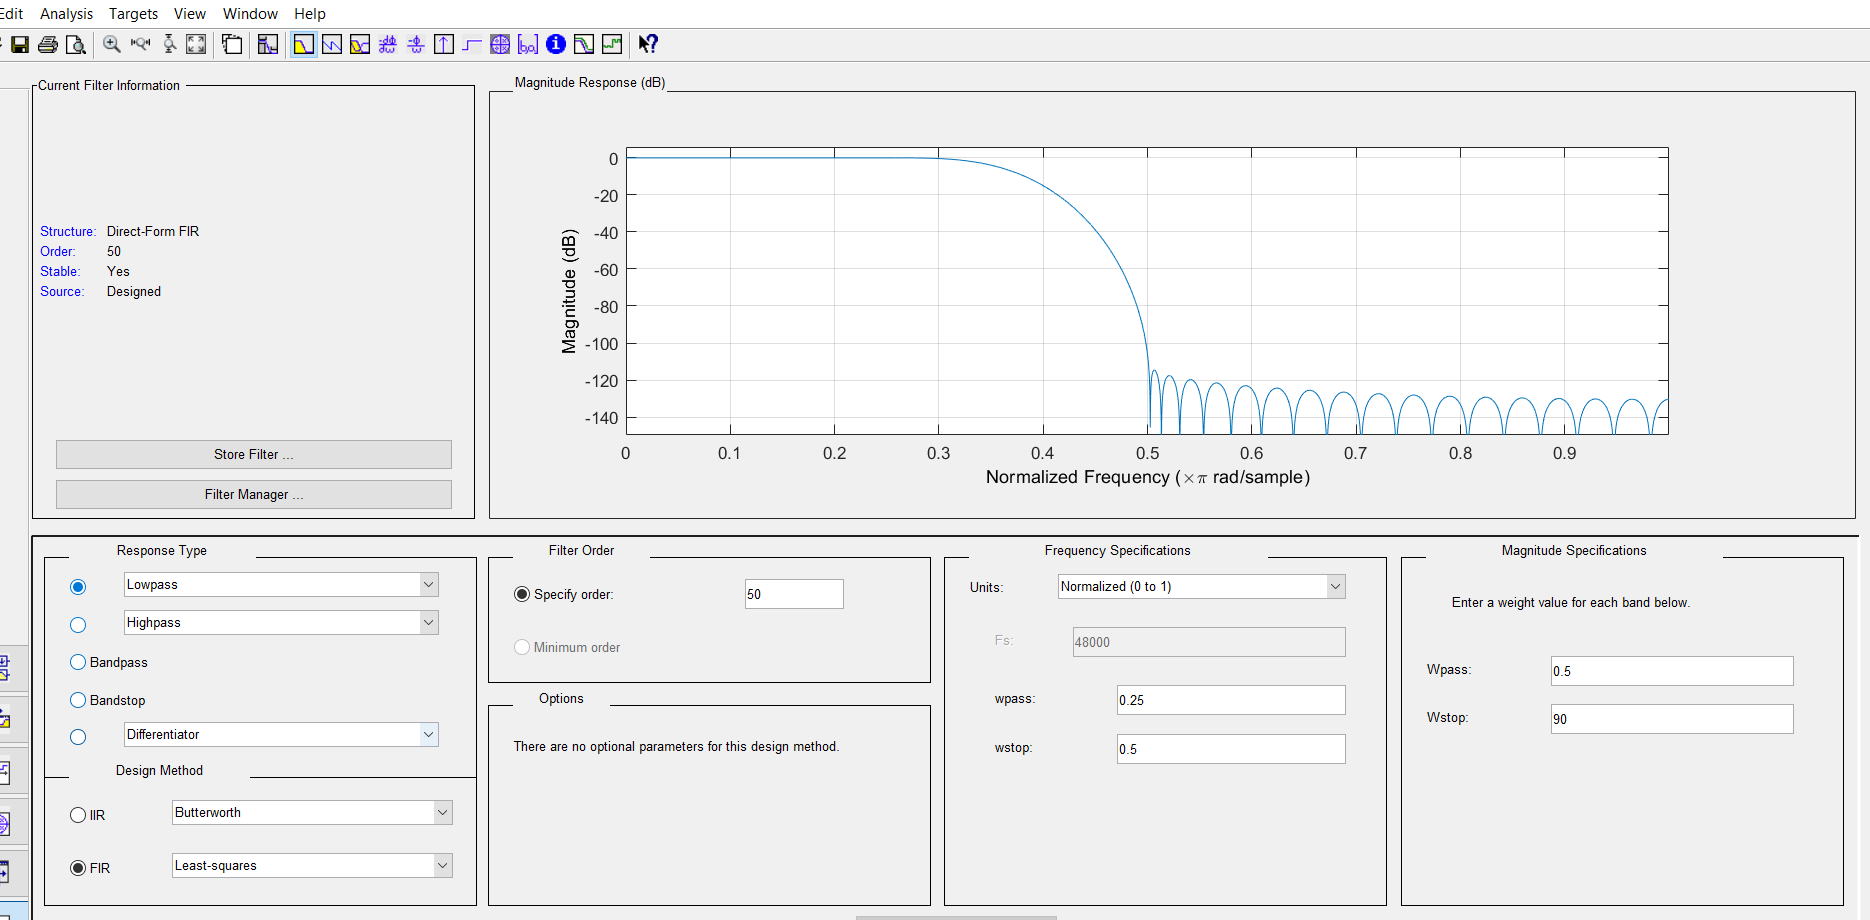 Edit Analysis Targets View Window Help
[b,a]
Current Filter Information
Structure: Direct-Form FIR
Order: 50
Stable: Yes
Source: Designed
Store Filter ...
Filter Manager ...
Magnitude Response (dB)
Magnitude (dB)
0
-20
-40
-60
-80
-100
-120
-140
0 0.1 0.2 0.3 0.4 0.5 0.6 0.7 0.8 0.9
Normalized Frequency (×π rad/sample)
Response Type
Lowpass
Highpass
Bandpass
Bandstop
Differentiator
Design Method
IIR Butterworth
FIR Least-squares
Filter Order
Specify order: 50
Minimum order
Options
There are no optional parameters for this design method.
Frequency Specifications
Units: Normalized (0 to 1)
Fs: 48000
wpass: 0.25
wstop: 0.5
Magnitude Specifications
Enter a weight value for each band below.
Wpass: 0.5
Wstop: 90